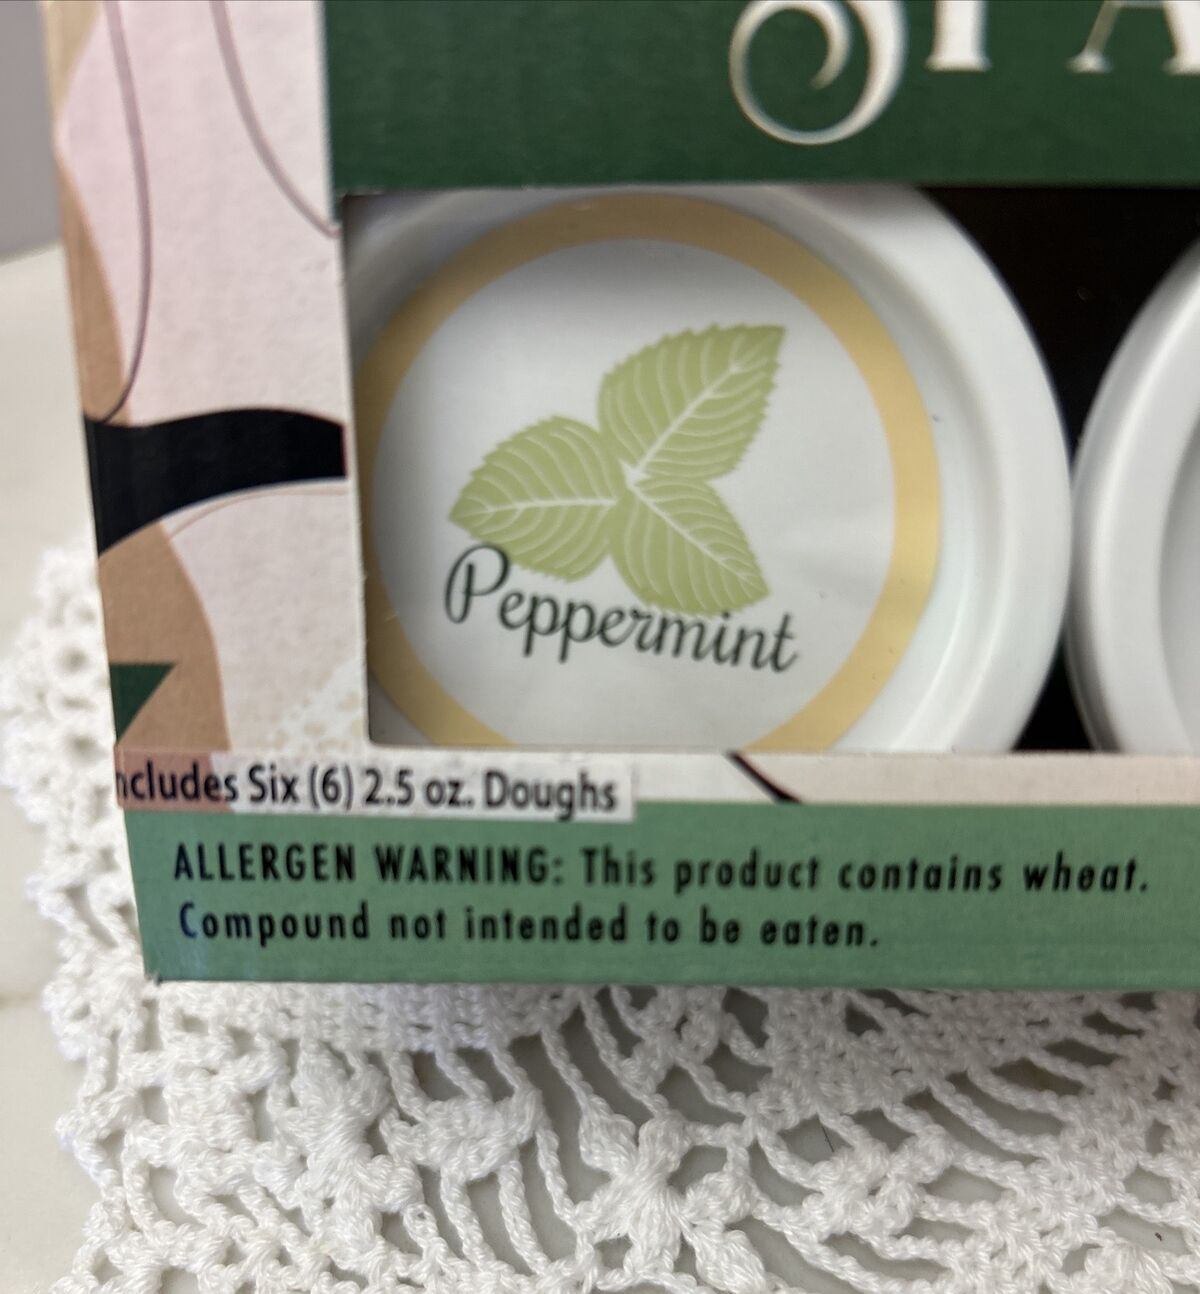 SPA
Peppermint
ncludes Six (6) 2.5 oz. Doughs
ALLERGEN WARNING: This product contains wheat.
Compound not intended to be eaten.